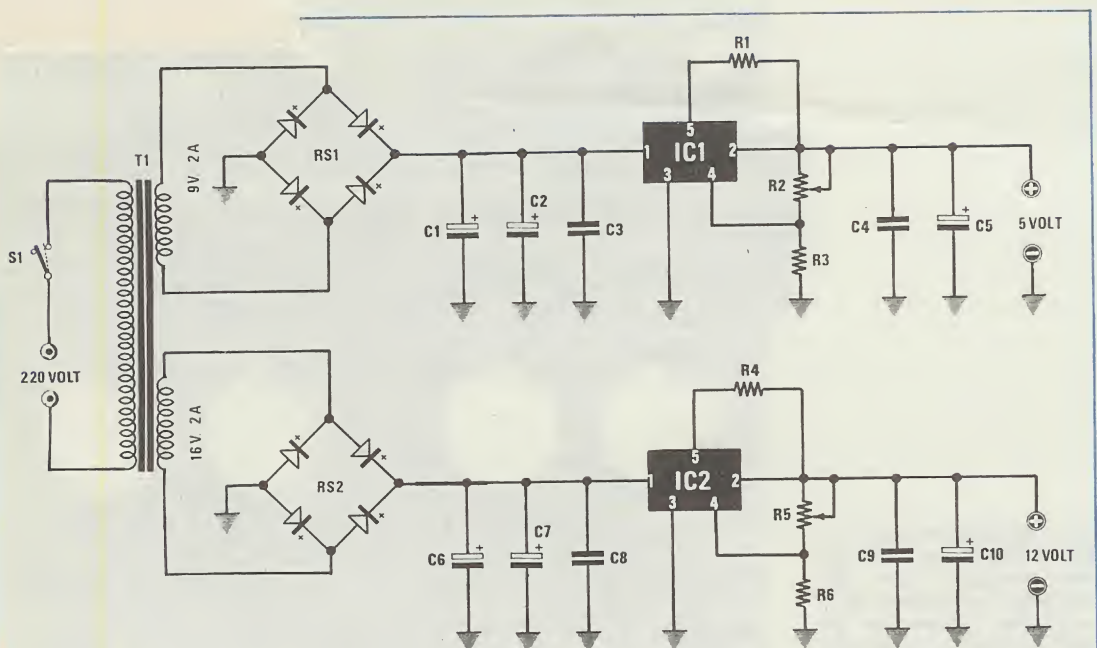 R1
T1
9V. 2A
RS1
5
1 IC1 2
3 4
R2
S1
C1 +
C2 +
C3
R3
C4
C5 +
+
5 VOLT
-
220 VOLT
16V. 2A
RS2
R4
5
1 IC2 2
3 4
R5
C6 +
C7 +
C8
R6
C9
C10 +
+
12 VOLT
-